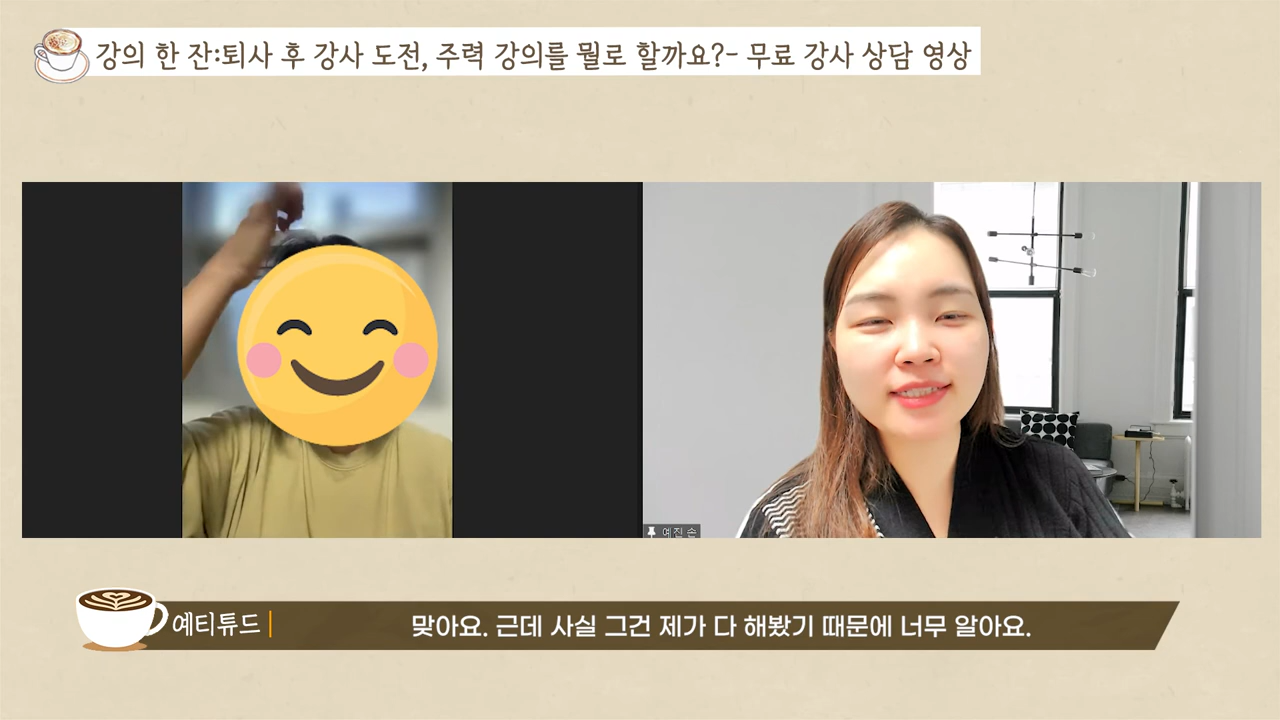 강의 한 잔:퇴사 후 강사 도전, 주력 강의를 뭘로 할까요?- 무료 강사 상담 영상
예진 손
예티튜드
맞아요. 근데 사실 그건 제가 다 해봤기 때문에 너무 알아요.